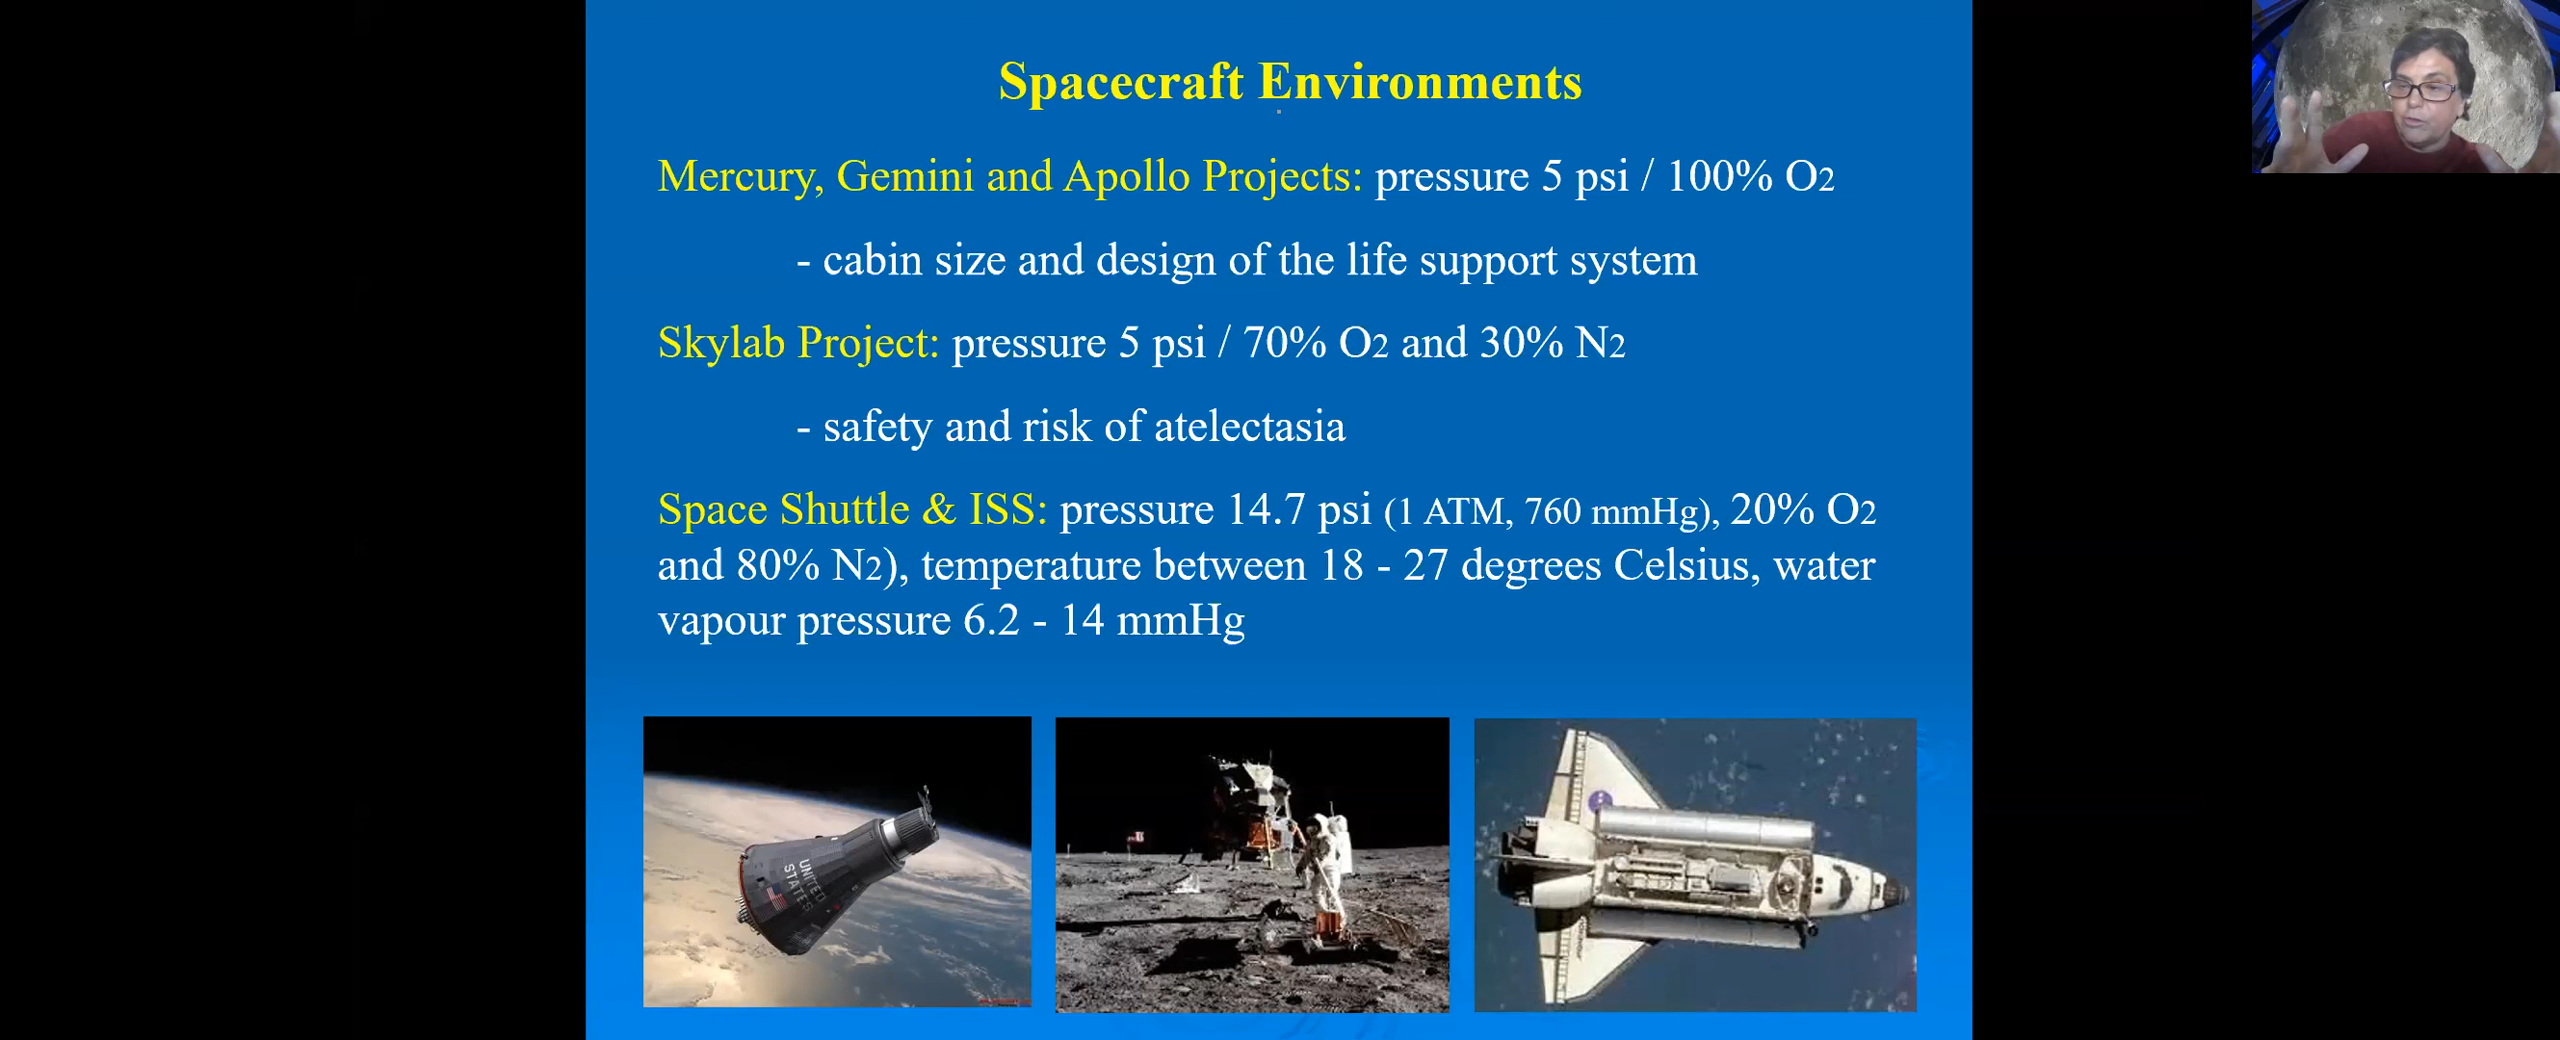 Spacecraft Environments
Mercury, Gemini and Apollo Projects: pressure 5 psi / 100% O2
- cabin size and design of the life support system
Skylab Project: pressure 5 psi / 70% O2 and 30% N2
- safety and risk of atelectasia
Space Shuttle & ISS: pressure 14.7 psi (1 ATM, 760 mmHg), 20% O2
and 80% N2), temperature between 18 - 27 degrees Celsius, water
vapour pressure 6.2 - 14 mmHg
UNITED
STATES